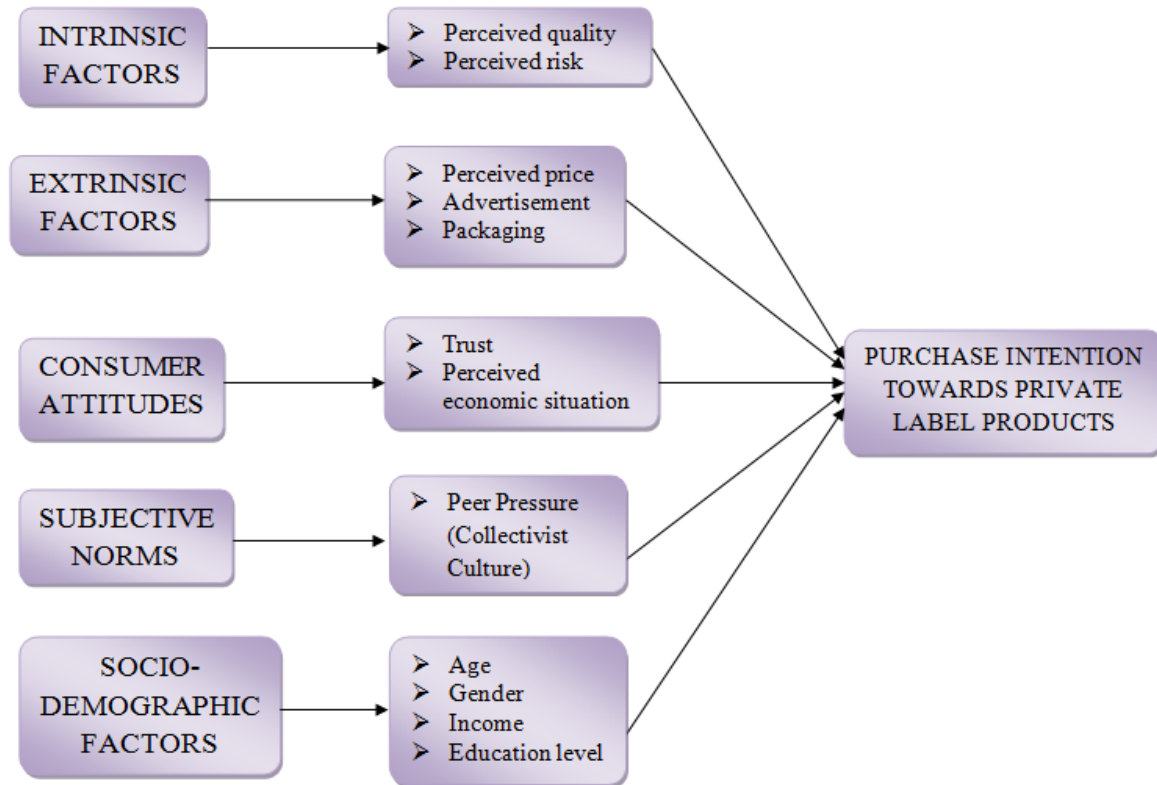 INTRINSIC
FACTORS
➢ Perceived quality
➢ Perceived risk
EXTRINSIC
FACTORS
➢ Perceived price
➢ Advertisement
➢ Packaging
CONSUMER
ATTITUDES
➢ Trust
➢ Perceived
economic situation
PURCHASE INTENTION
TOWARDS PRIVATE
LABEL PRODUCTS
SUBJECTIVE
NORMS
➢ Peer Pressure
(Collectivist
Culture)
SOCIO-
DEMOGRAPHIC
FACTORS
➢ Age
➢ Gender
➢ Income
➢ Education level